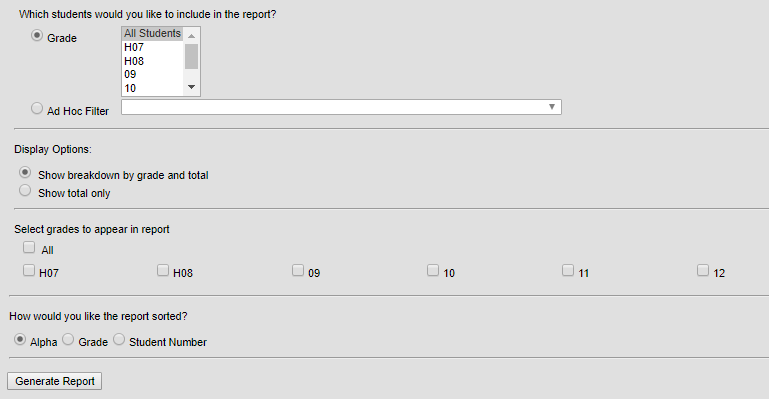 Which students would you like to include in the report?
Grade
All Students
H07
H08
09
10
Ad Hoc Filter
Display Options:
Show breakdown by grade and total
Show total only
Select grades to appear in report
All
H07 H08 09 10 11 12
How would you like the report sorted?
Alpha Grade Student Number
Generate Report